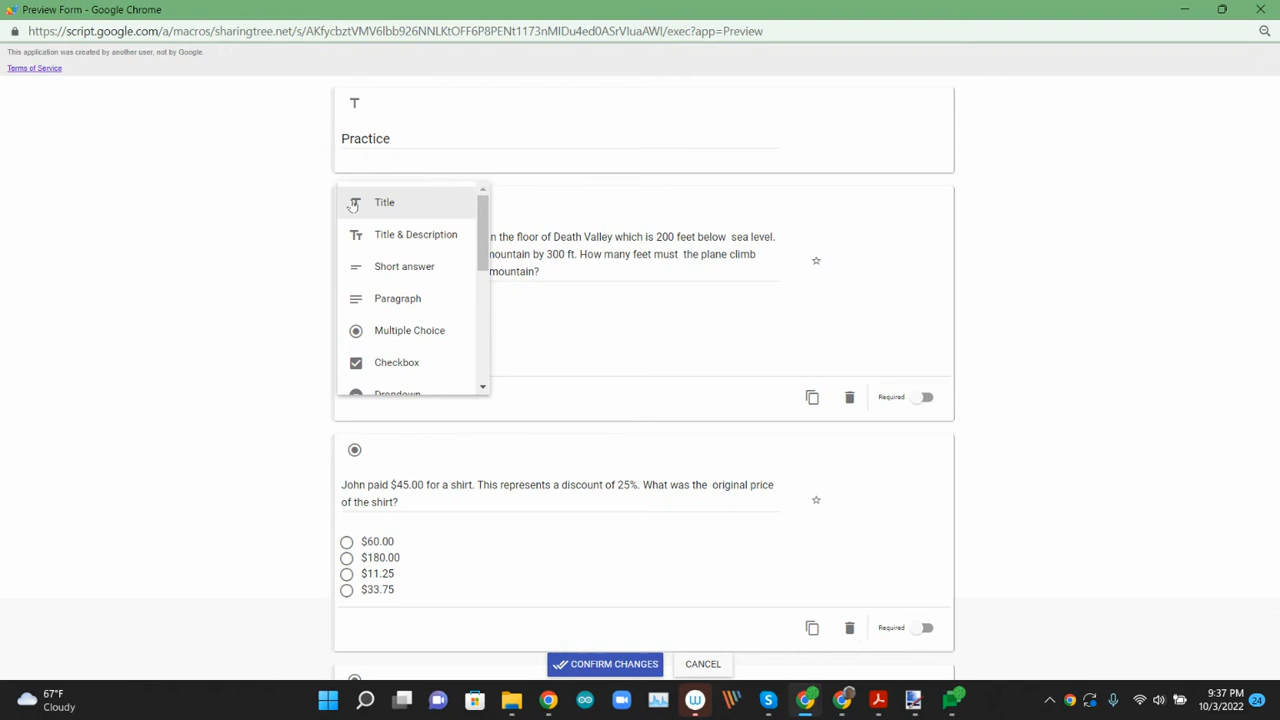 Preview Form - Google Chrome
https://script.google.com/a/macros/sharingtree.net/s/AKfycbztVMV6lbb926NNLKtOFF6P8PENt1173nMIDu4ed0ASrVluaAWI/exec?app=Preview
This application was created by another user, not by Google.
Terms of Service
T
Practice
Title
Title & Description
Short answer
Paragraph
Multiple Choice
Checkbox
Dropdown
n the floor of Death Valley which is 200 feet below sea level.
mountain by 300 ft. How many feet must the plane climb
mountain?
Required
John paid $45.00 for a shirt. This represents a discount of 25%. What was the original price
of the shirt?
$60.00
$180.00
$11.25
$33.75
Required
CONFIRM CHANGES
CANCEL
67°F
Cloudy
9:37 PM
10/3/2022
24